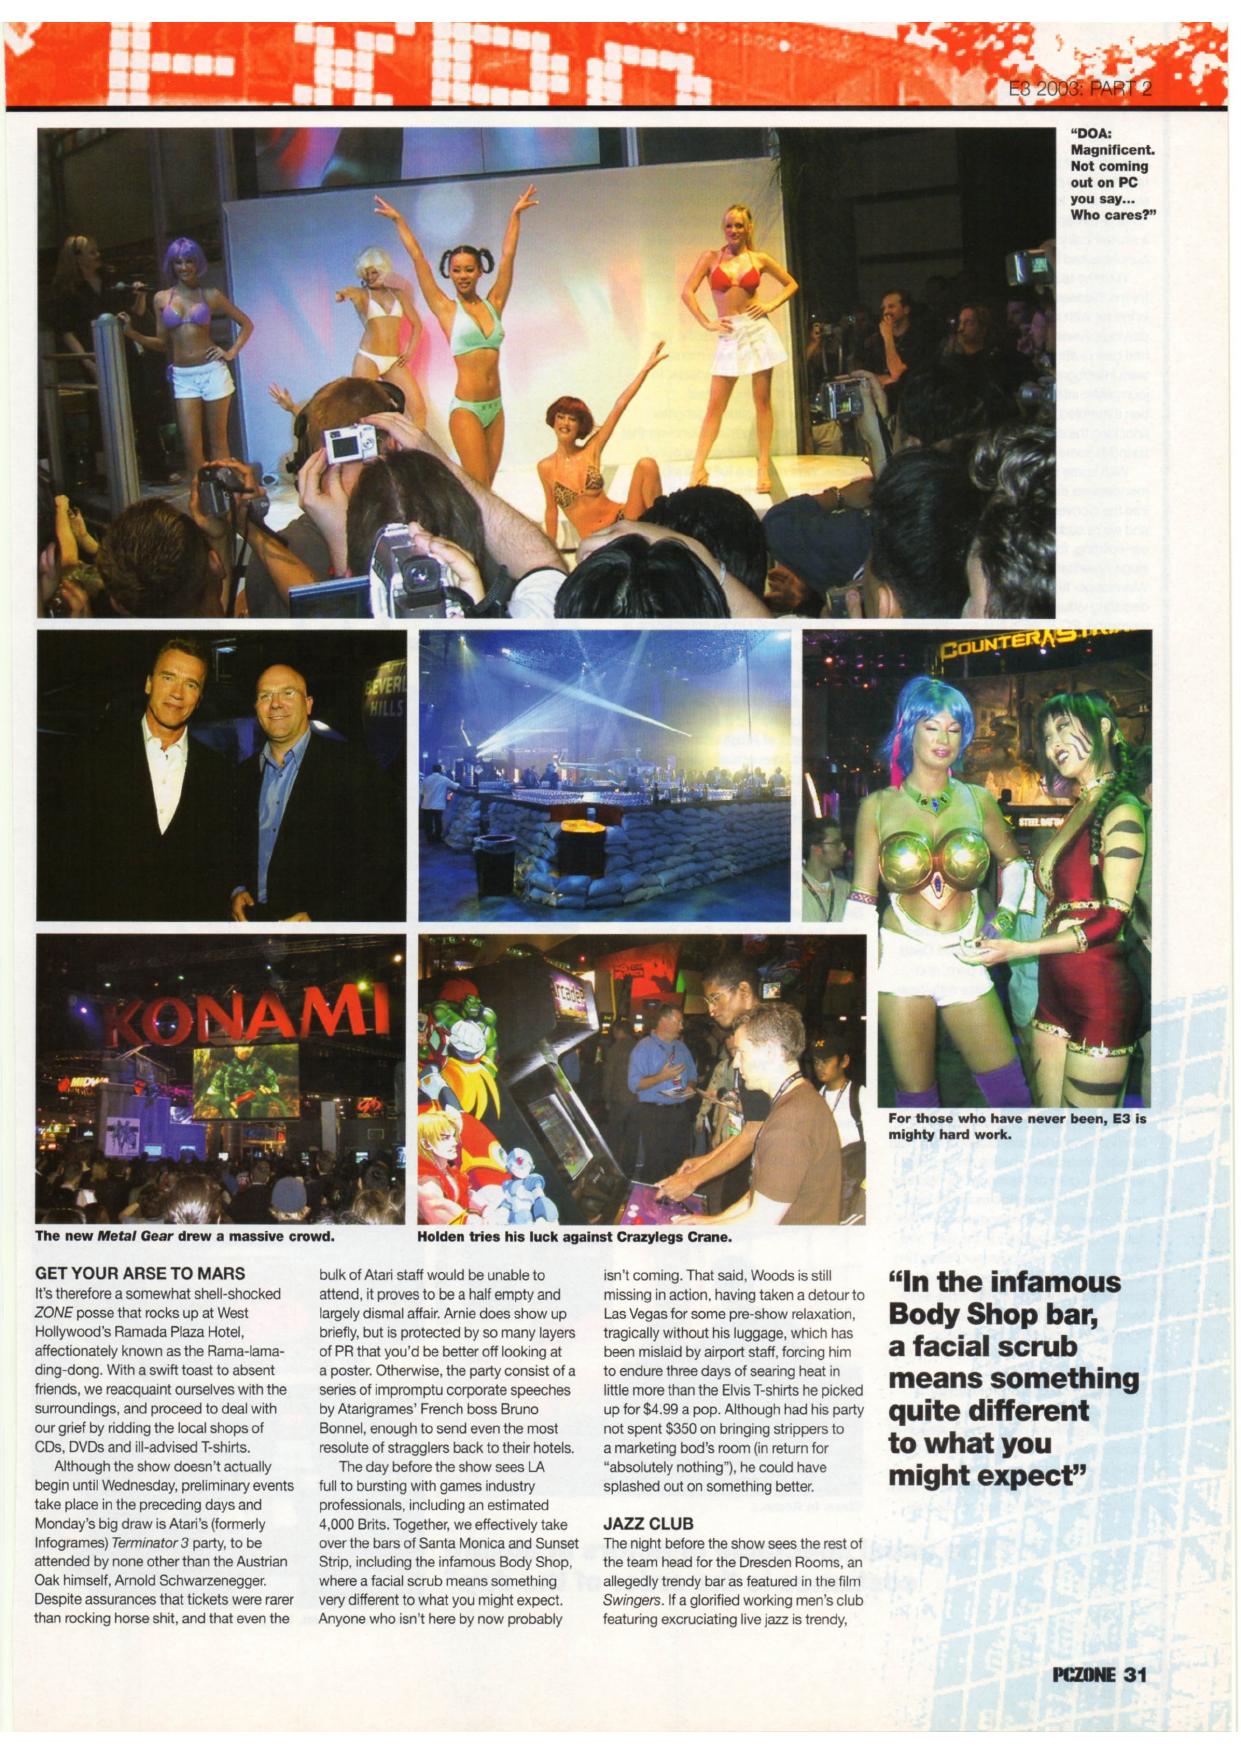 E3 2003: PART 2
“DOA:
Magnificent.
Not coming
out on PC
you say...
Who cares?”
BEVERL
HILLS
COUNTER STRI
STEEL BAT
KONAMI
MIDW
arcade
For those who have never been, E3 is
mighty hard work.
The new Metal Gear drew a massive crowd.
Holden tries his luck against Crazylegs Crane.
GET YOUR ARSE TO MARS
It’s therefore a somewhat shell-shocked
ZONE posse that rocks up at West
Hollywood’s Ramada Plaza Hotel,
affectionately known as the Rama-lama-
ding-dong. With a swift toast to absent
friends, we reacquaint ourselves with the
surroundings, and proceed to deal with
our grief by ridding the local shops of
CDs, DVDs and ill-advised T-shirts.
Although the show doesn’t actually
begin until Wednesday, preliminary events
take place in the preceding days and
Monday’s big draw is Atari’s (formerly
Infogrames) Terminator 3 party, to be
attended by none other than the Austrian
Oak himself, Arnold Schwarzenegger.
Despite assurances that tickets were rarer
than rocking horse shit, and that even the
bulk of Atari staff would be unable to
attend, it proves to be a half empty and
largely dismal affair. Arnie does show up
briefly, but is protected by so many layers
of PR that you’d be better off looking at
a poster. Otherwise, the party consist of a
series of impromptu corporate speeches
by Atarigrames’ French boss Bruno
Bonnel, enough to send even the most
resolute of stragglers back to their hotels.
The day before the show sees LA
full to bursting with games industry
professionals, including an estimated
4,000 Brits. Together, we effectively take
over the bars of Santa Monica and Sunset
Strip, including the infamous Body Shop,
where a facial scrub means something
very different to what you might expect.
Anyone who isn’t here by now probably
isn’t coming. That said, Woods is still
missing in action, having taken a detour to
Las Vegas for some pre-show relaxation,
tragically without his luggage, which has
been mislaid by airport staff, forcing him
to endure three days of searing heat in
little more than the Elvis T-shirts he picked
up for $4.99 a pop. Although had his party
not spent $350 on bringing strippers to
a marketing bod’s room (in return for
“absolutely nothing”), he could have
splashed out on something better.
JAZZ CLUB
The night before the show sees the rest of
the team head for the Dresden Rooms, an
allegedly trendy bar as featured in the film
Swingers. If a glorified working men’s club
featuring excruciating live jazz is trendy,
“In the infamous
Body Shop bar,
a facial scrub
means something
quite different
to what you
might expect”
PCZONE 31